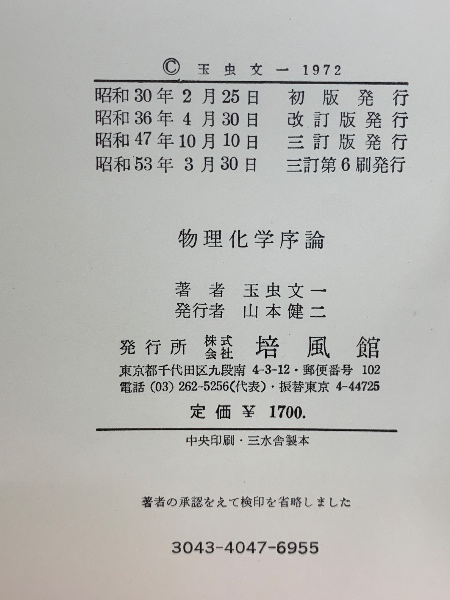 © 玉虫文一 1972
昭和30年2月25日 初版発行
昭和36年4月30日 改訂版発行
昭和47年10月10日 三訂版発行
昭和53年3月30日 三訂第6刷発行
物理化学序論
著者 玉虫文一
発行者 山本健二
発行所 株式会社 培風館
東京都千代田区九段南 4-3-12・郵便番号 102
電話 (03) 262-5256(代表)・振替東京 4-44725
定価 ¥ 1700.
中央印刷・三水舎製本
著者の承認をえて検印を省略しました
3043-4047-6955